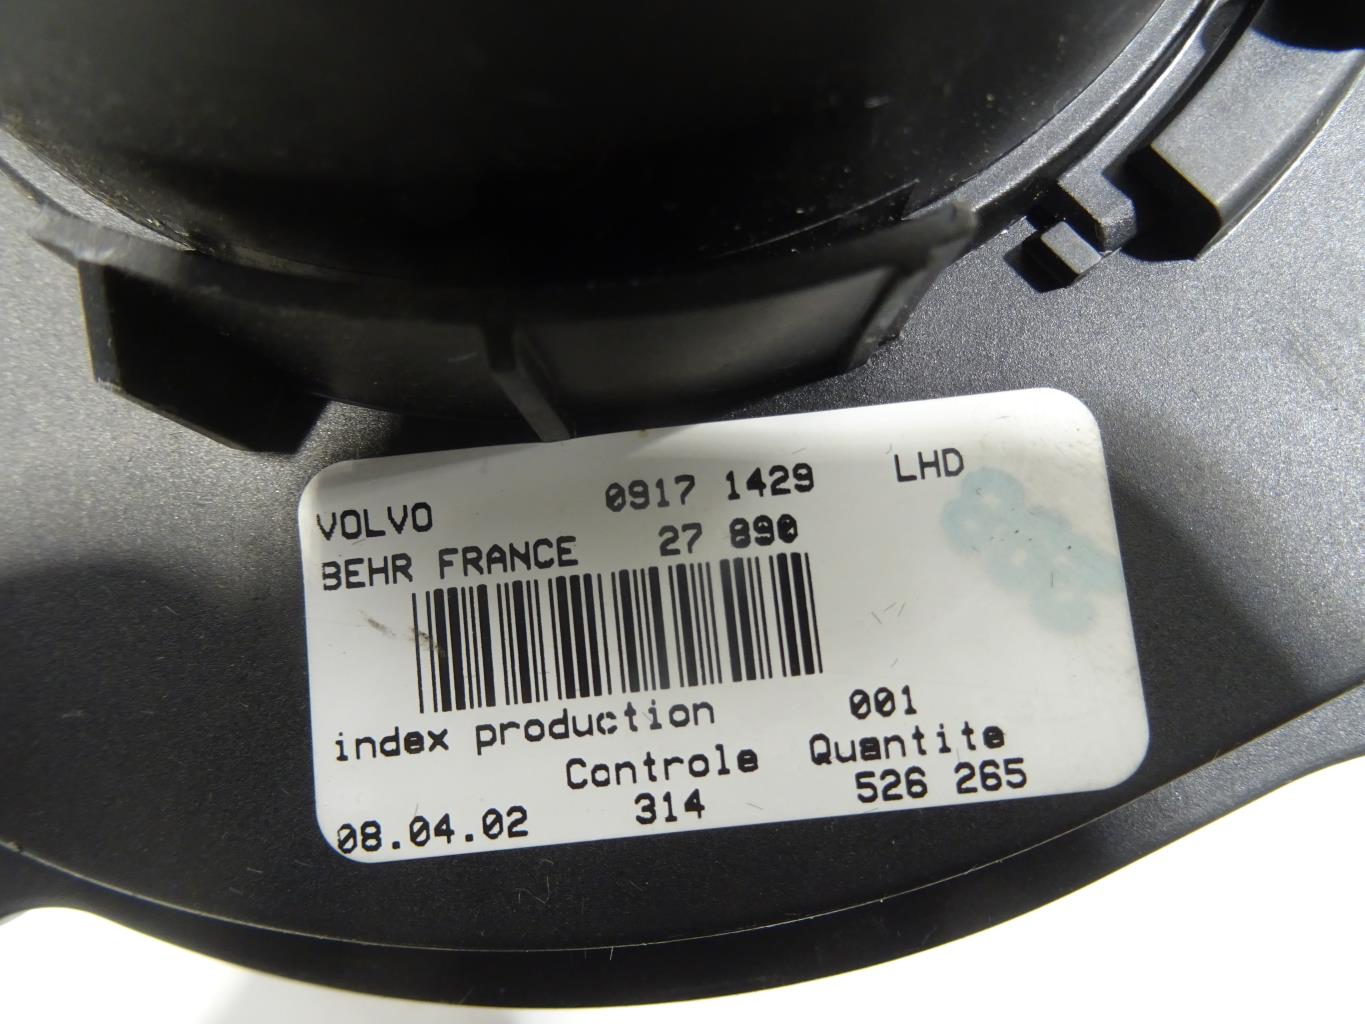 VOLVO 0917 1429 LHD
BEHR FRANCE 27 890
index production 001
Controle Quantite
08.04.02 314 526 265